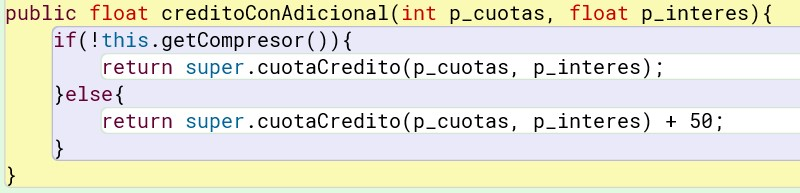 public float creditoConAdicional(int p_cuotas, float p_interes){
if(!this.getCompresor()){
return super.cuotaCredito(p_cuotas, p_interes);
}else{
return super.cuotaCredito(p_cuotas, p_interes) + 50;
}
}